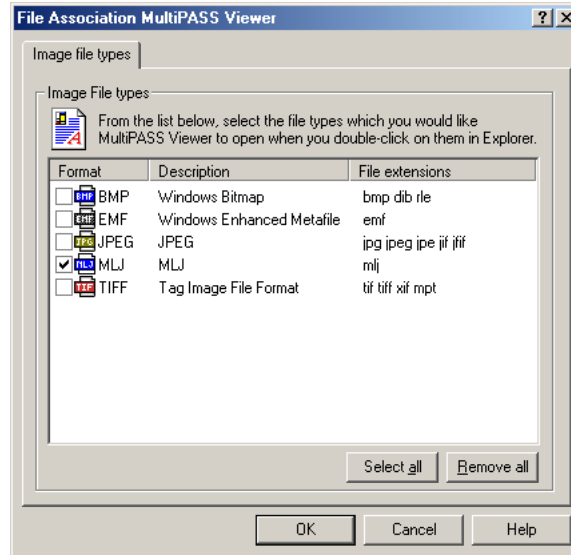 File Association MultiPASS Viewer
Image file types
Image File types
From the list below, select the file types which you would like
MultiPASS Viewer to open when you double-click on them in Explorer.
Format Description File extensions
BMP BMP Windows Bitmap bmp dib rle
EMF EMF Windows Enhanced Metafile emf
JPG JPEG JPEG jpg jpeg jpe jif jfif
MLJ MLJ MLJ mlj
TIF TIFF Tag Image File Format tif tiff xif mpt
Select all Remove all
OK Cancel Help